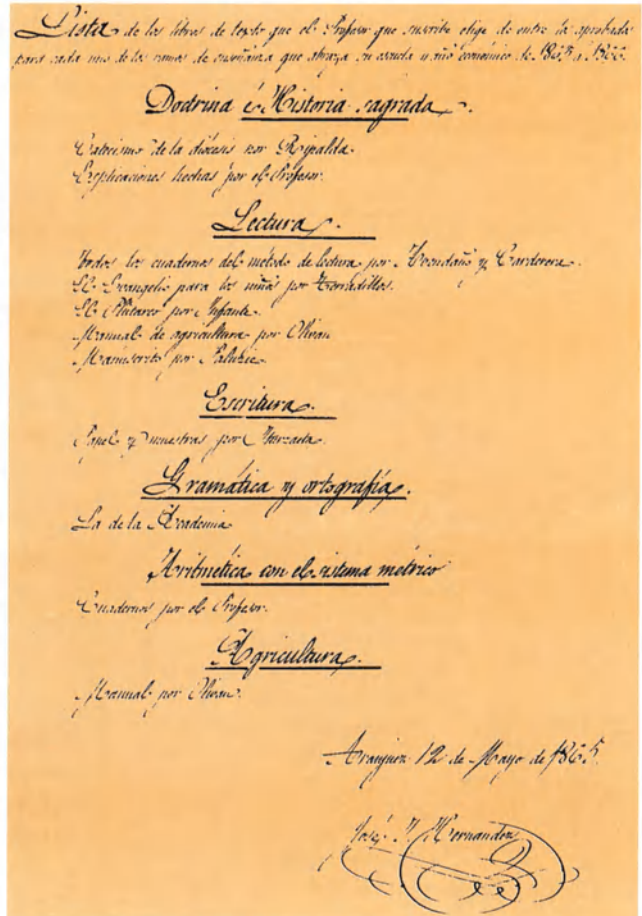 Lista de los libros de texto que el Profesor que suscribe elige de entre los aprobados
para cada uno de los ramos de enseñanza que abraza su escuela y año económico de 1865 a 1866.
Doctrina é Historia sagrada.
Catecismo de la diócesis por Ripalda.
Explicaciones hechas por el Profesor.
Lectura.
Todos los cuadernos del método de lectura por Avendaño y Carderera.
El Evangelio para los niños por Terradillos.
El Plutarco por Infante.
Manual de agricultura por Olivan
Manuscrito por Paluzie
Escritura.
Papel y muestras por Iturzaeta.
Gramática y ortografía.
La de la Academia
Aritmética con el sistema métrico
Cuadernos por el Profesor.
Agricultura.
Manual por Olivan.
Aranjuez 12 de Mayo de 1865.
José J. Hernandez